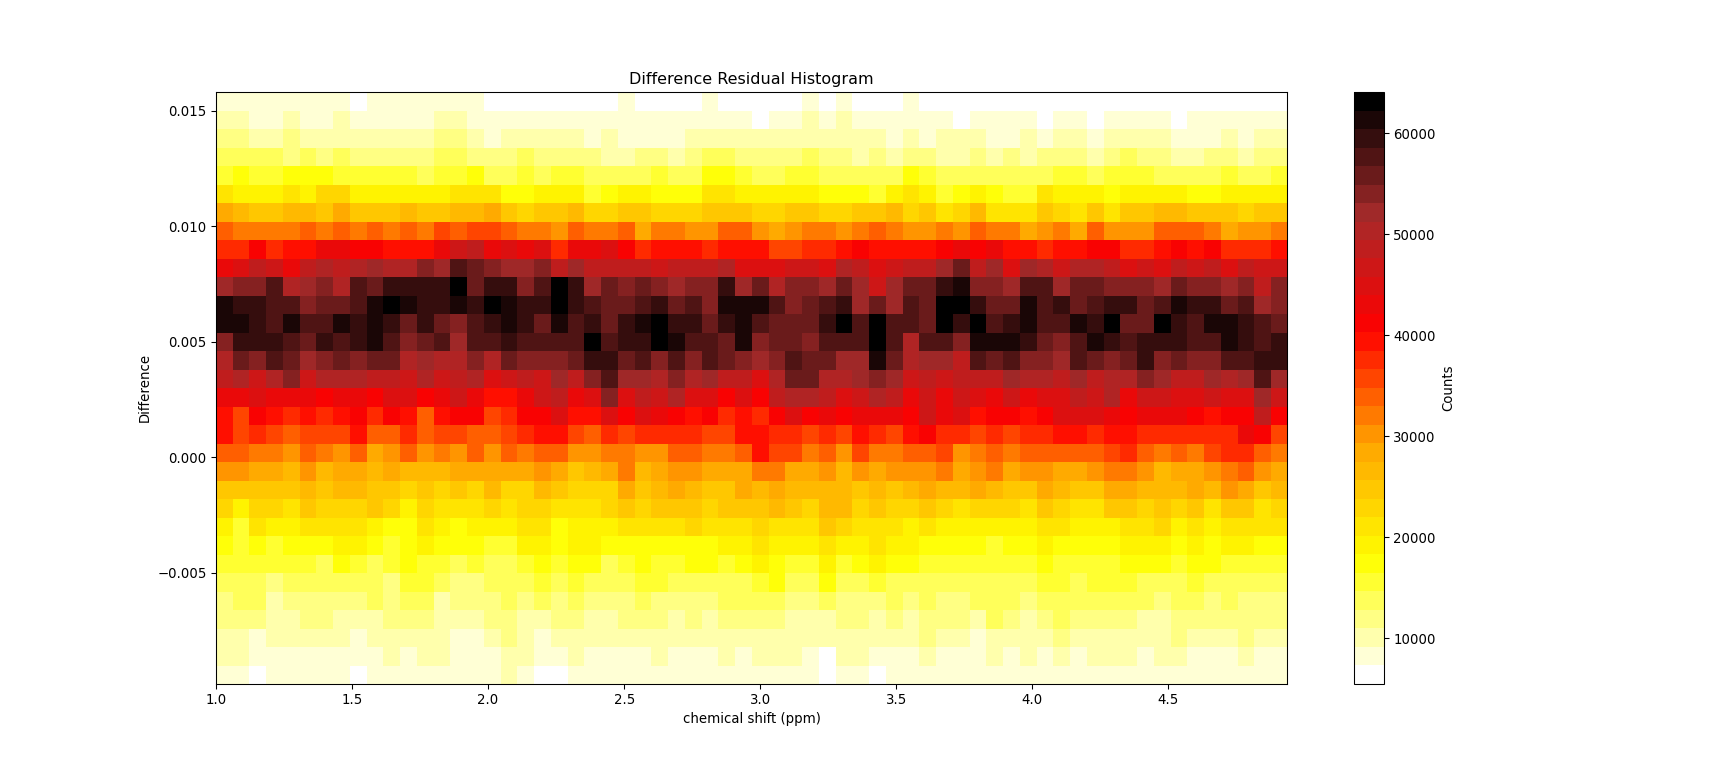 Difference Residual Histogram
0.015
0.010
0.005
0.000
−0.005
Difference
1.0 1.5 2.0 2.5 3.0 3.5 4.0 4.5
chemical shift (ppm)
60000
50000
40000
30000
20000
10000
Counts